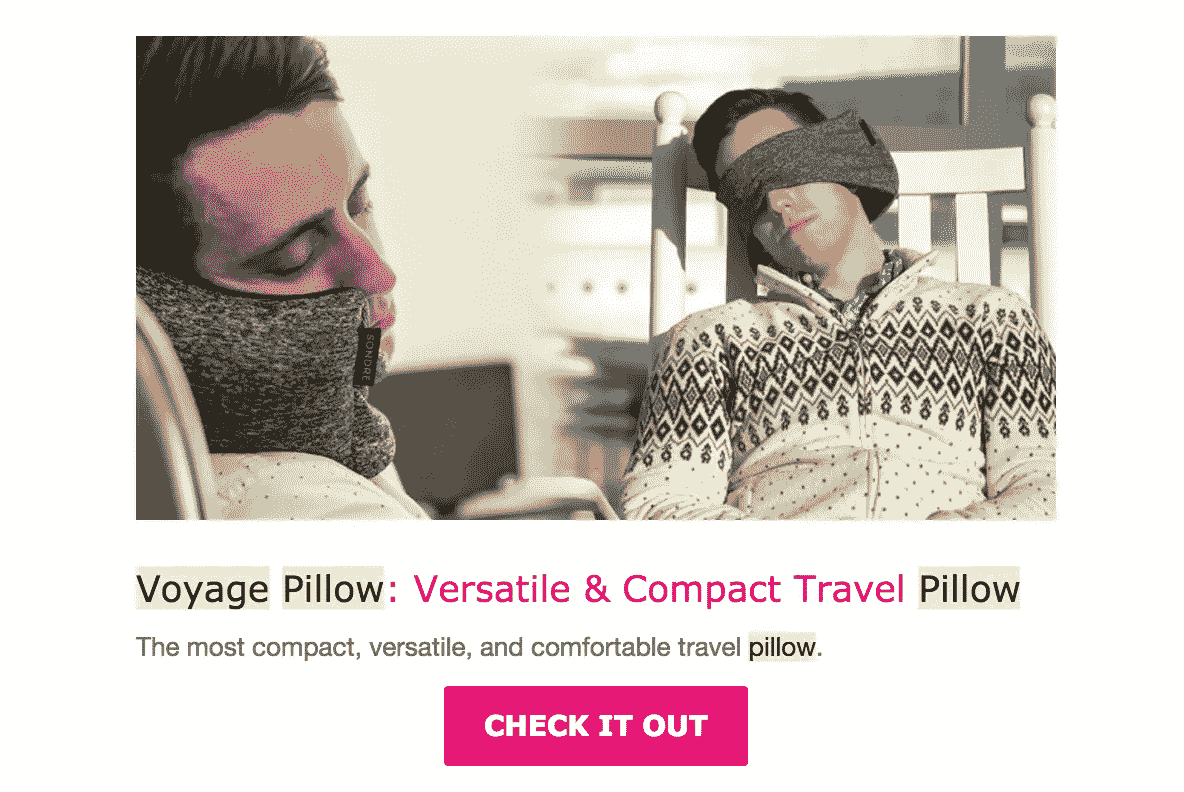 SONDRE
Voyage Pillow: Versatile & Compact Travel Pillow
The most compact, versatile, and comfortable travel pillow.
CHECK IT OUT